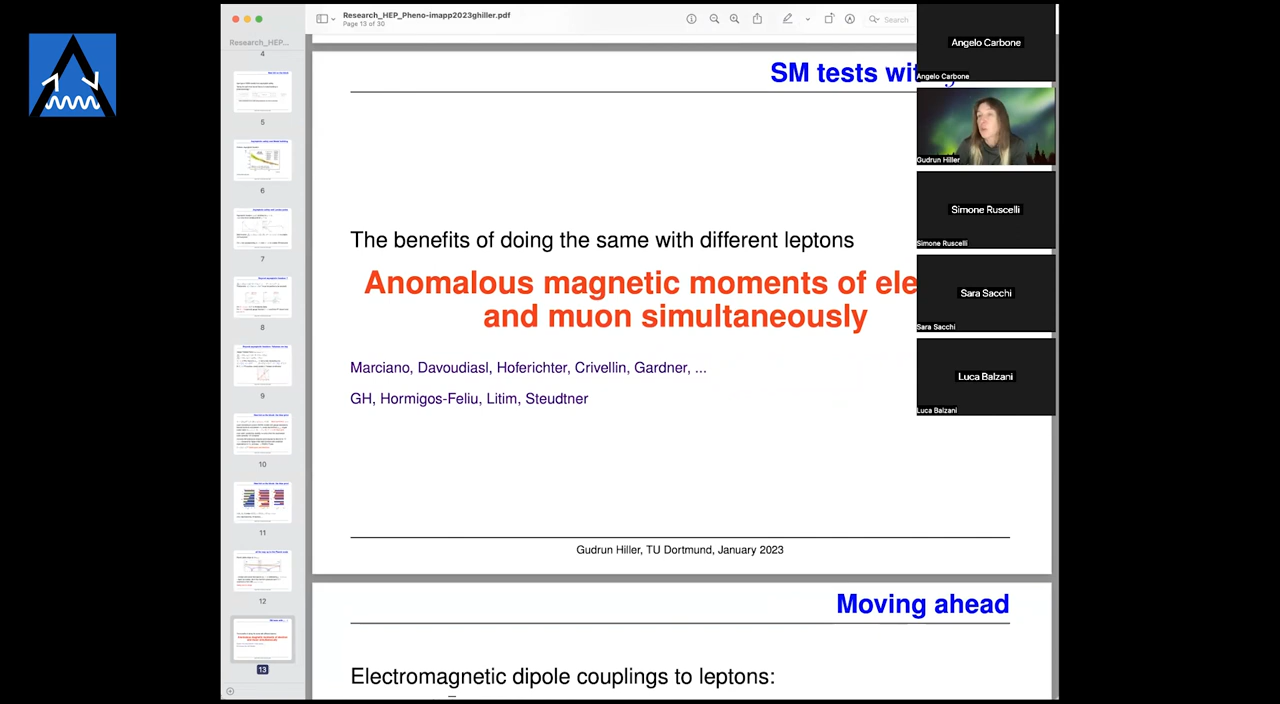 Research_HEP_Pheno-imapp2023ghiller.pdf
Page 13 of 30
Search
Research_HEP...
4
5
6
7
8
9
10
11
12
13
SM tests wit
The benefits of doing the same with different leptons
Anomalous magnetic moments of ele
and muon simultaneously
Marciano, Davoudiasl, Hoferichter, Crivellin, Gardner, ...
GH, Hormigos-Feliu, Litim, Steudtner
Gudrun Hiller, TU Dortmund, January 2023
Moving ahead
Electromagnetic dipole couplings to leptons:
Angelo Carbone
Angelo Carbone
Gudrun Hiller
Simone Ruscelli
Simone Ruscelli
Sara Sacchi
Sara Sacchi
Luca Balzani
Luca Balzani